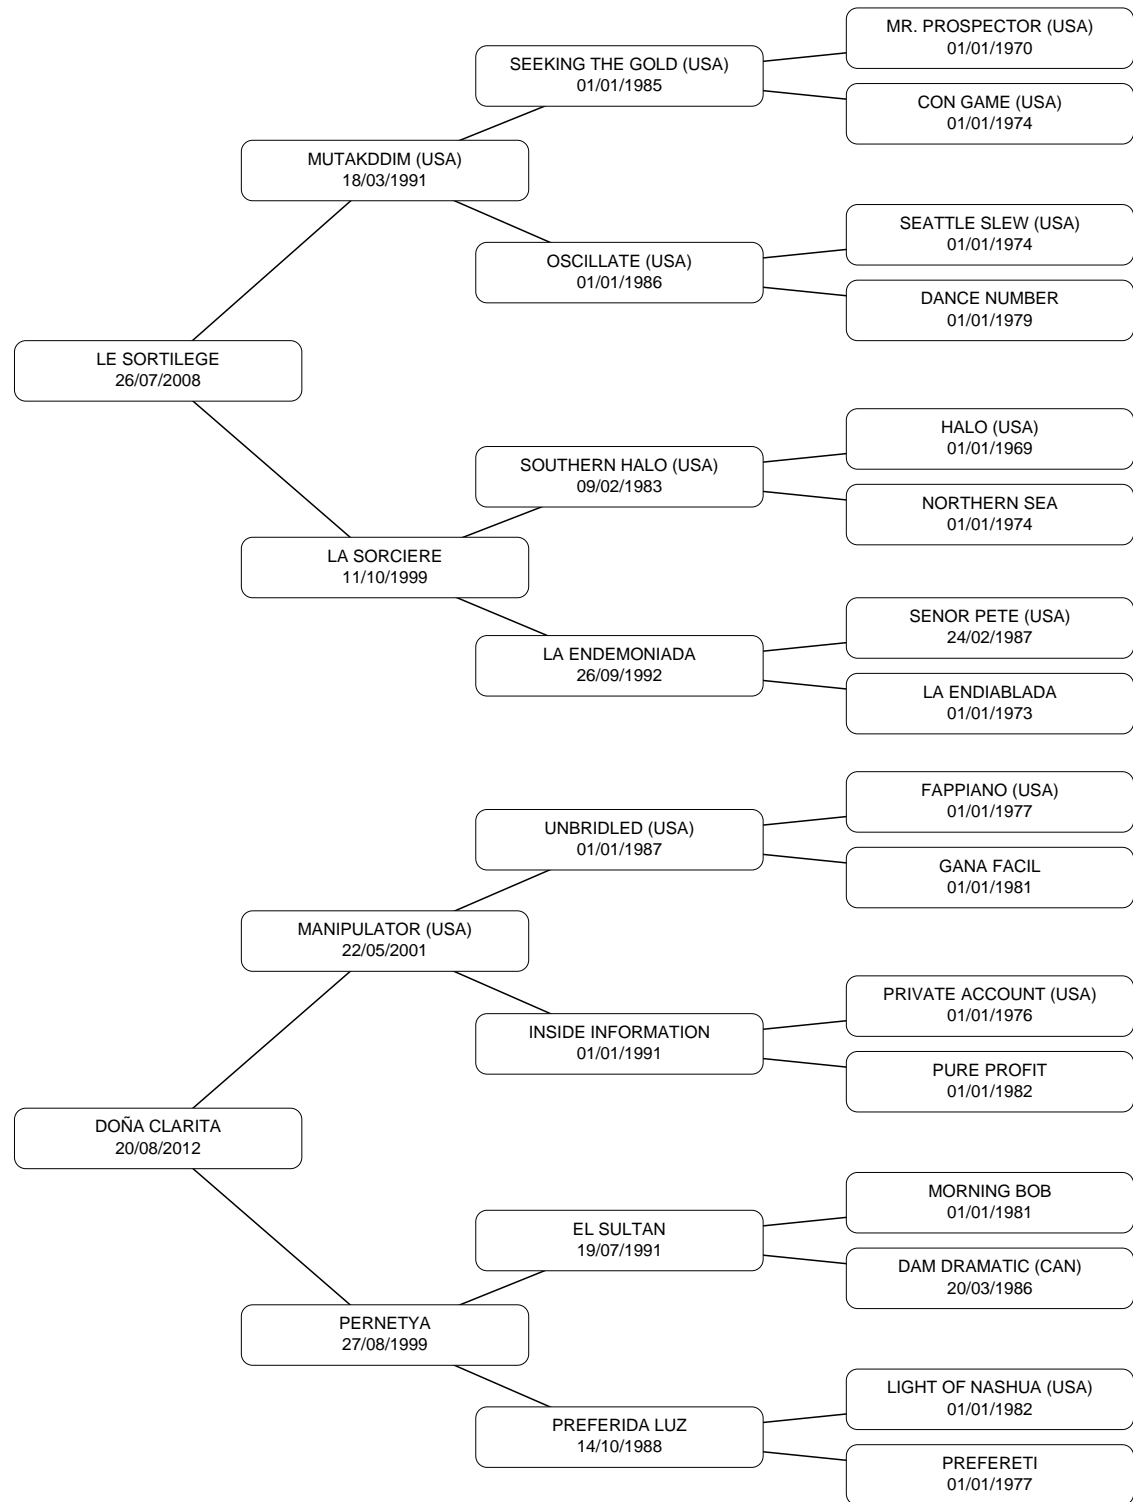 MR. PROSPECTOR (USA)
01/01/1970
SEEKING THE GOLD (USA)
01/01/1985
CON GAME (USA)
01/01/1974
MUTAKDDIM (USA)
18/03/1991
SEATTLE SLEW (USA)
01/01/1974
OSCILLATE (USA)
01/01/1986
DANCE NUMBER
01/01/1979
LE SORTILEGE
26/07/2008
HALO (USA)
01/01/1969
SOUTHERN HALO (USA)
09/02/1983
NORTHERN SEA
01/01/1974
LA SORCIERE
11/10/1999
SENOR PETE (USA)
24/02/1987
LA ENDEMONIADA
26/09/1992
LA ENDIABLADA
01/01/1973
FAPPIANO (USA)
01/01/1977
UNBRIDLED (USA)
01/01/1987
GANA FACIL
01/01/1981
MANIPULATOR (USA)
22/05/2001
PRIVATE ACCOUNT (USA)
01/01/1976
INSIDE INFORMATION
01/01/1991
PURE PROFIT
01/01/1982
DOÑA CLARITA
20/08/2012
MORNING BOB
01/01/1981
EL SULTAN
19/07/1991
DAM DRAMATIC (CAN)
20/03/1986
PERNETYA
27/08/1999
LIGHT OF NASHUA (USA)
01/01/1982
PREFERIDA LUZ
14/10/1988
PREFERETI
01/01/1977